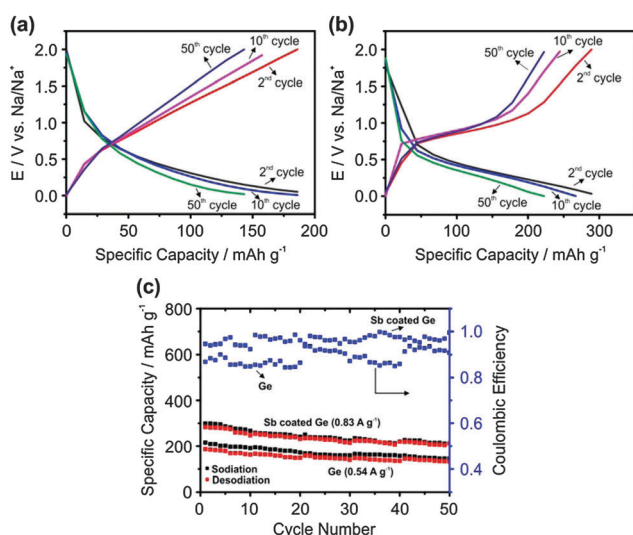 (a)
E / V vs. Na/Na⁺
2.0
1.5
1.0
0.5
0.0
50th cycle
10th cycle
2nd cycle
2nd cycle
50th cycle
10th cycle
0 50 100 150 200
Specific Capacity / mAh g⁻¹
(b)
E / V vs. Na/Na⁺
2.0
1.5
1.0
0.5
0.0
50th cycle
10th cycle
2nd cycle
2nd cycle
50th cycle
10th cycle
0 100 200 300
Specific Capacity / mAh g⁻¹
(c)
Specific Capacity / mAh g⁻¹
800
600
400
200
0
Sb coated Ge
Ge
Sb coated Ge (0.83 A g⁻¹)
Ge (0.54 A g⁻¹)
Sodiation
Desodiation
1.0
0.8
0.6
0.4
Coulombic Efficiency
0 10 20 30 40 50
Cycle Number